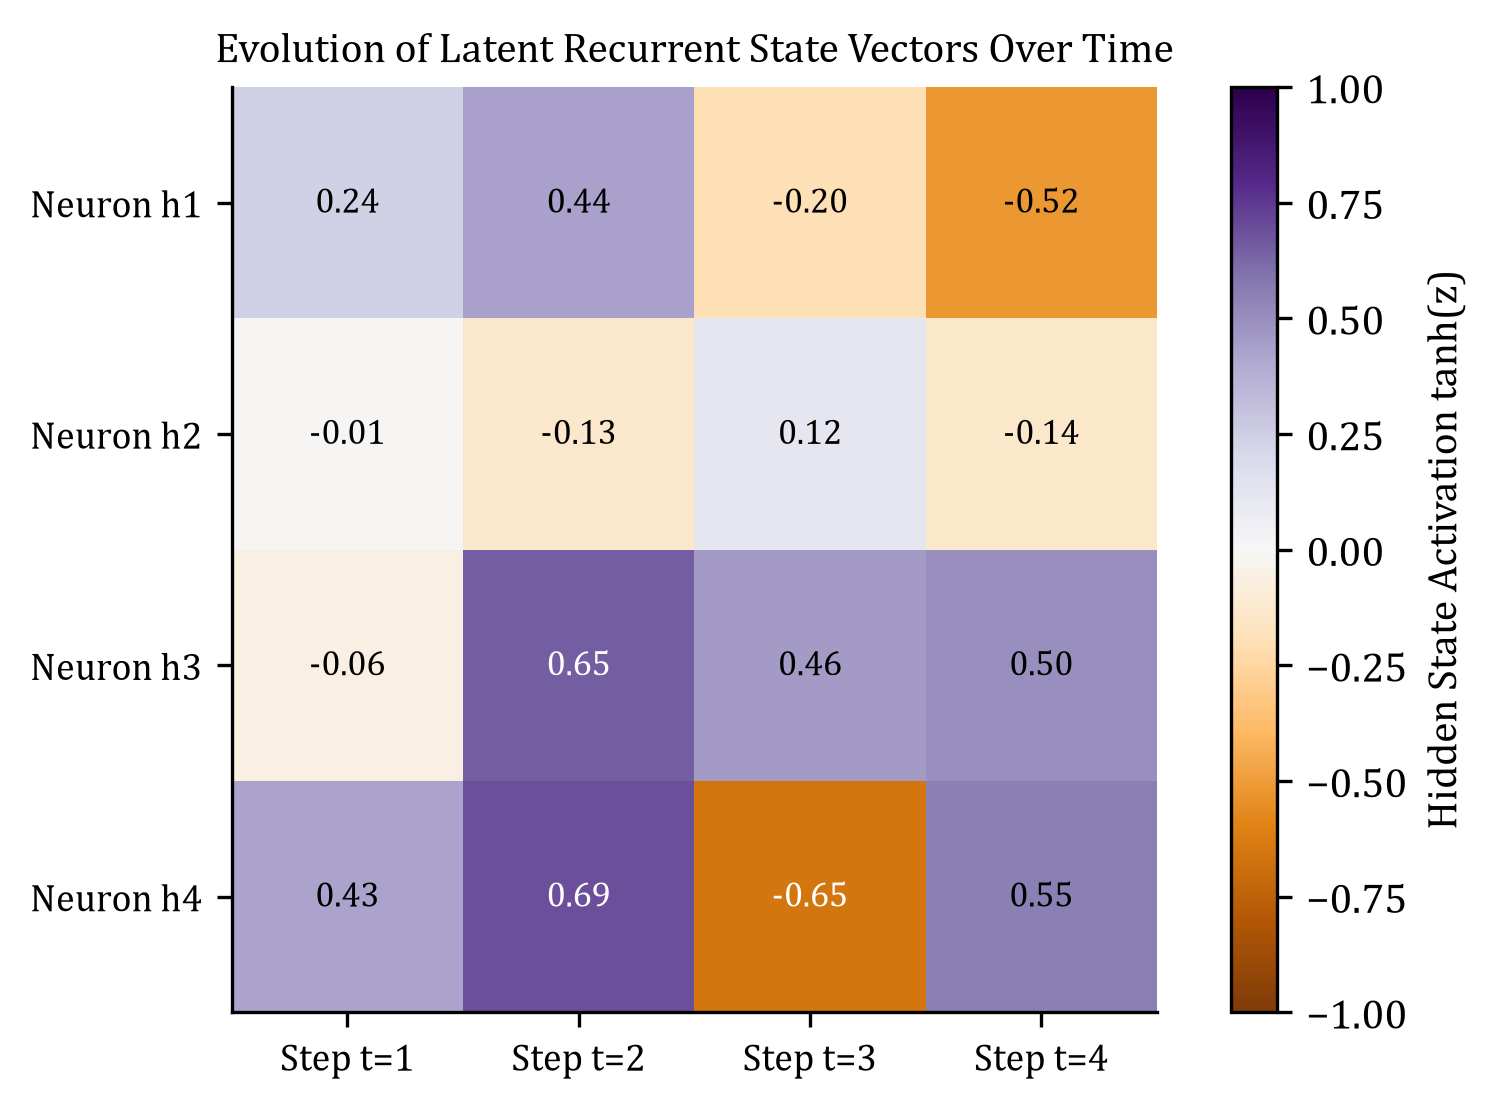 Evolution of Latent Recurrent State Vectors Over Time
Neuron h1
0.24
0.44
-0.20
-0.52
Neuron h2
-0.01
-0.13
0.12
-0.14
Neuron h3
-0.06
0.65
0.46
0.50
Neuron h4
0.43
0.69
-0.65
0.55
Step t=1
Step t=2
Step t=3
Step t=4
1.00
0.75
0.50
0.25
0.00
−0.25
−0.50
−0.75
−1.00
Hidden State Activation tanh(z)